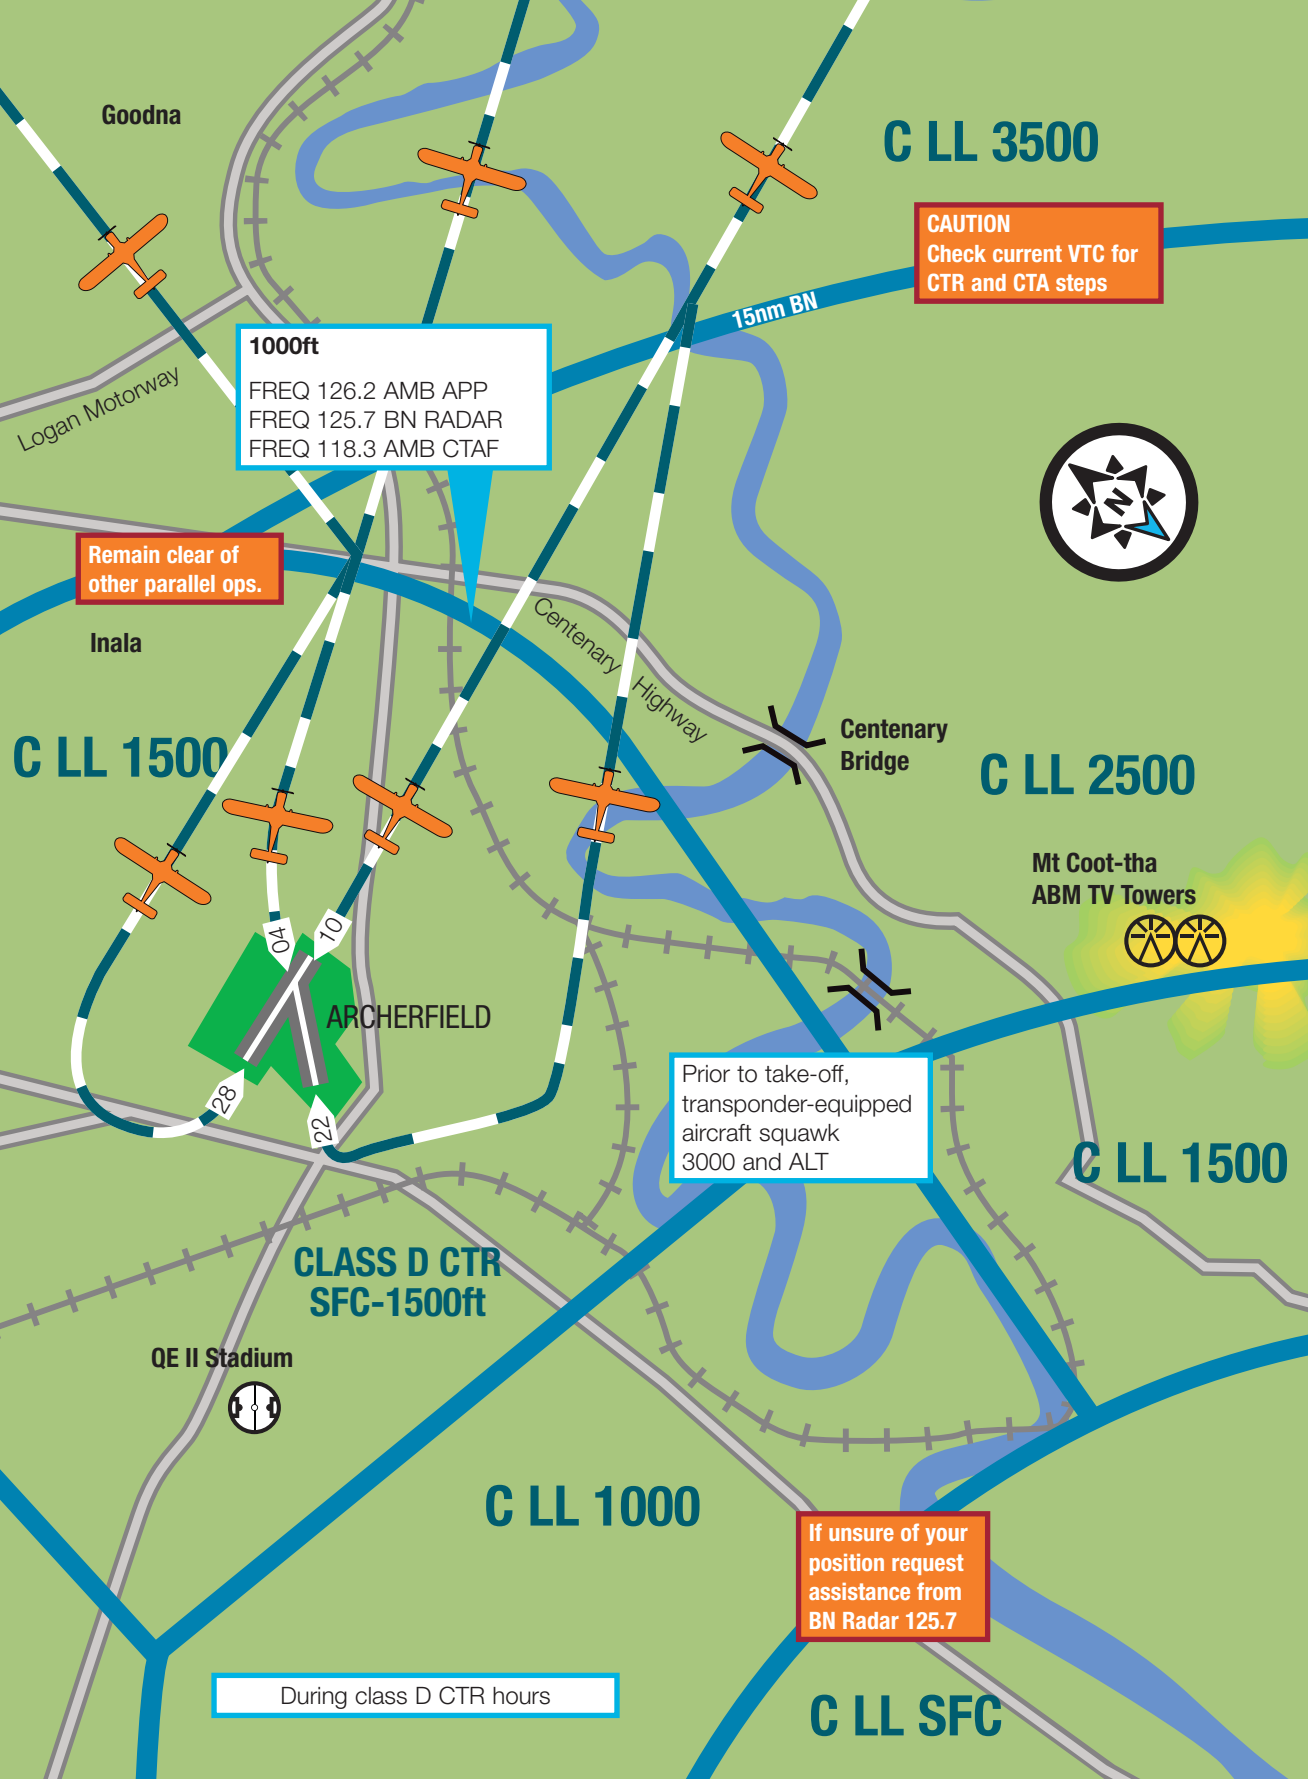 Goodna
C LL 3500
CAUTION
Check current VTC for
CTR and CTA steps
15nm BN
1000ft
FREQ 126.2 AMB APP
FREQ 125.7 BN RADAR
FREQ 118.3 AMB CTAF
Logan Motorway
N
Remain clear of
other parallel ops.
Inala
Centenary
Highway
C LL 1500
Centenary
Bridge
C LL 2500
Mt Coot-tha
ABM TV Towers
04
10
ARCHERFIELD
28
22
Prior to take-off,
transponder-equipped
aircraft squawk
3000 and ALT
C LL 1500
CLASS D CTR
SFC-1500ft
QE II Stadium
C LL 1000
If unsure of your
position request
assistance from
BN Radar 125.7
During class D CTR hours
C LL SFC